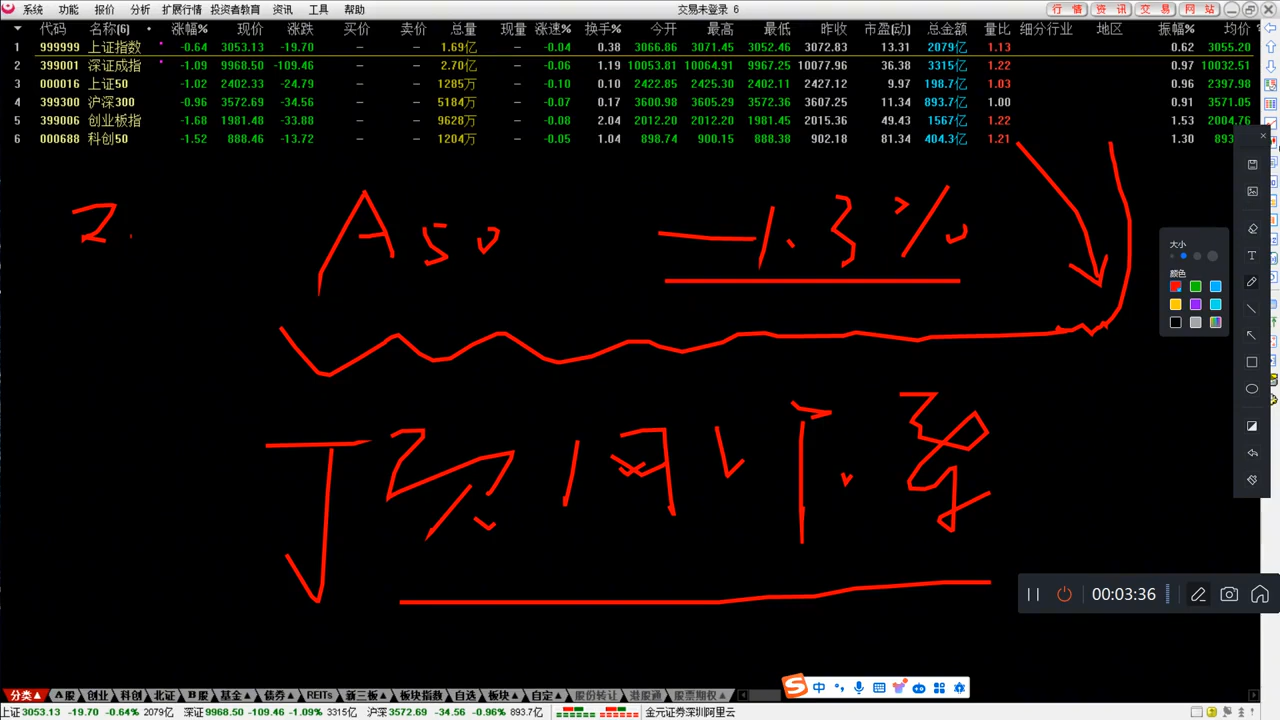 系统 功能 报价 分析 扩展行情 投资者教育 资讯 工具 帮助 交易未登录 6 行情 资讯 交易 网站
代码 名称(6) 涨幅% 现价 涨跌 买价 卖价 总量 现量 涨速% 换手% 今开 最高 最低 昨收 市盈(动) 总金额 量比 细分行业 地区 振幅% 均价
1 999999 上证指数 -0.64 3053.13 -19.70 – – 1.69亿 – -0.04 0.38 3066.86 3071.45 3052.46 3072.83 13.31 2079亿 1.13 0.62 3055.20
2 399001 深证成指 -1.09 9968.50 -109.46 – – 2.70亿 – -0.06 1.19 10053.81 10064.91 9967.25 10077.96 36.38 3315亿 1.22 0.97 10032.51
3 000016 上证50 -1.02 2402.33 -24.79 – – 1285万 – -0.10 0.10 2422.85 2425.30 2402.08 2427.12 9.97 198.7亿 1.03 0.96 2397.98
4 399300 沪深300 -0.96 3572.69 -34.56 – – 5184万 – -0.07 0.17 3600.98 3605.29 3572.36 3607.25 11.34 893.7亿 1.00 0.91 3571.05
5 399006 创业板指 -1.68 1981.48 -33.88 – – 9628万 – -0.08 2.04 2012.20 2012.20 1981.45 2015.36 49.43 1567亿 1.22 1.53 2004.76
6 000688 科创50 -1.52 888.46 -13.72 – – 1204万 – -0.05 1.04 898.74 900.15 888.38 902.18 81.34 404.3亿 1.21 1.30
2. A50 —1.3%
大小
颜色
00:03:36
中
分类 A股 创业 科创 北证 B股 基金 债券 REITs 新三板 板块指数 自选 板块 自定 股份转让 港股通 股票期权
上证 3053.13 -19.70 -0.64% 2079亿 深证 9968.50 -109.46 -1.09% 3315亿 沪深 3572.69 -34.56 -0.96% 893.7亿 金元证券深圳阿里云